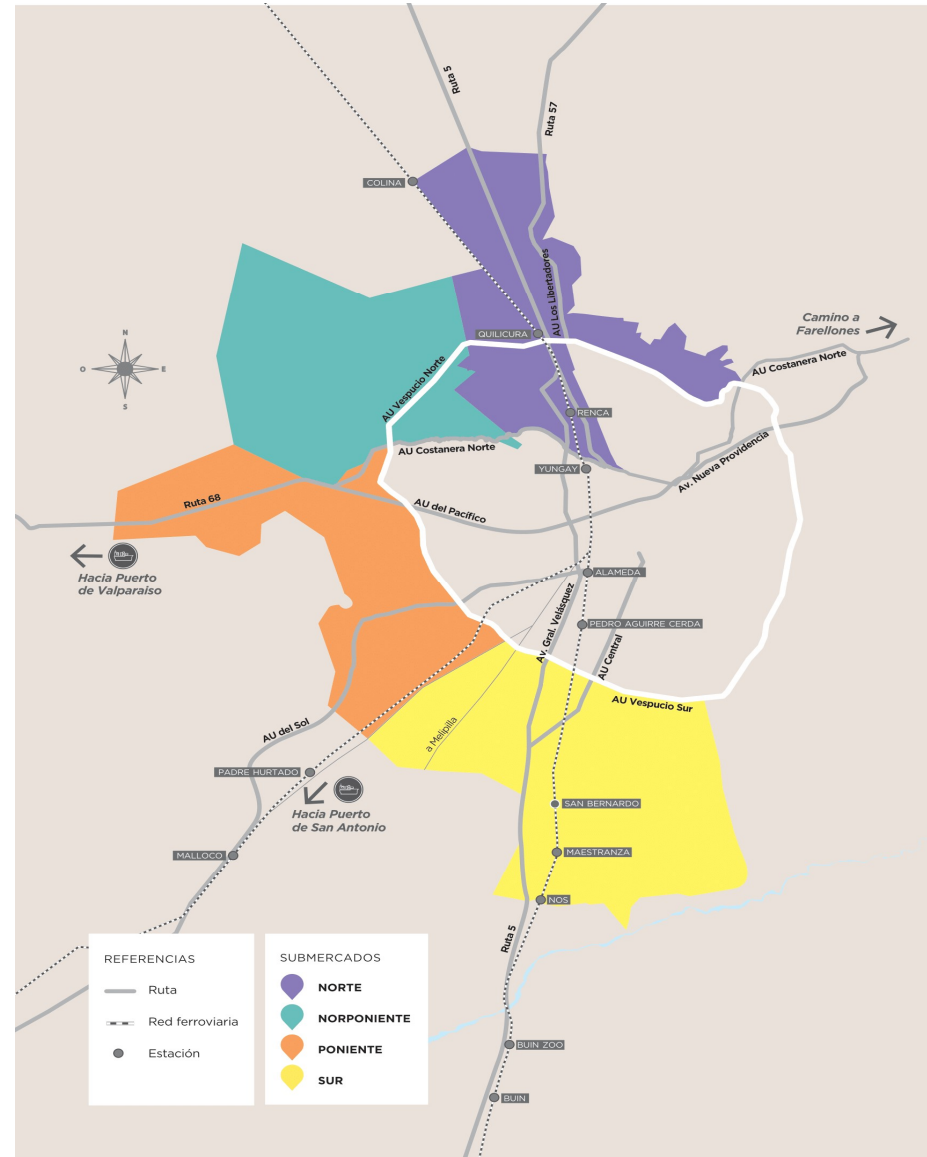 Ruta 5
Ruta 57
COLINA
AU Los Libertadores
Camino a
Farellones
QUILICURA
N
O
E
S
AU Costanera Norte
AU Vespucio Norte
RENCA
AU Costanera Norte
YUNGAY
Av. Nueva Providencia
Ruta 68
AU del Pacífico
Hacia Puerto
de Valparaiso
ALAMEDA
Av. Gral. Velásquez
PEDRO AGUIRRE CERDA
AU Central
AU Vespucio Sur
AU del Sol
a Melipilla
PADRE HURTADO
Hacia Puerto
de San Antonio
SAN BERNARDO
MALLOCO
MAESTRANZA
NOS
Ruta 5
REFERENCIAS
Ruta
Red ferroviaria
Estación
SUBMERCADOS
NORTE
NORPONIENTE
PONIENTE
SUR
BUIN ZOO
BUIN